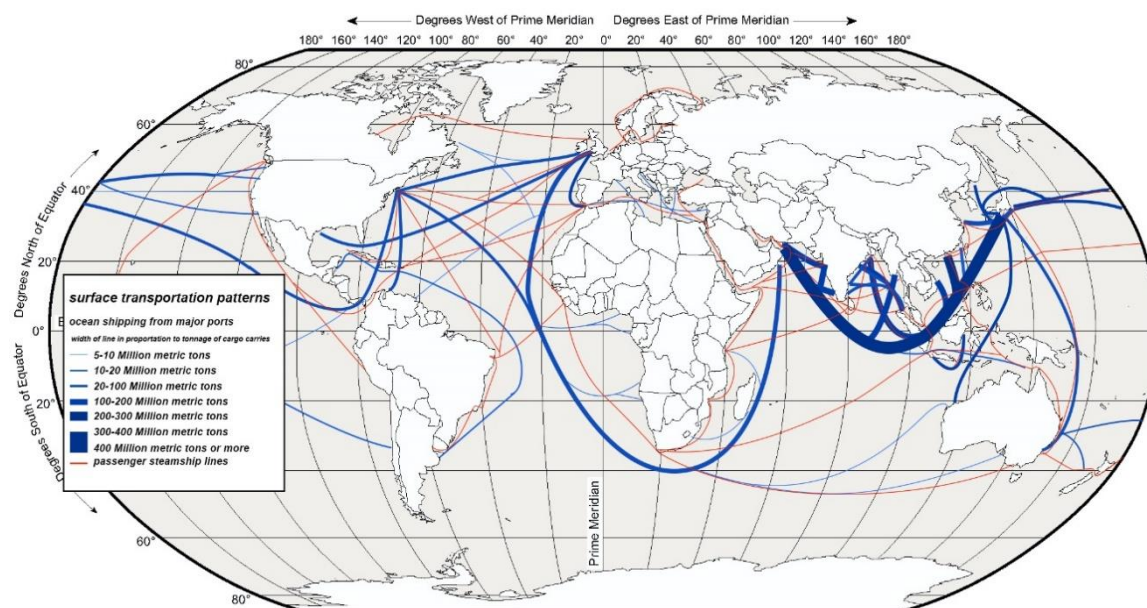 Degrees West of Prime Meridian Degrees East of Prime Meridian
180° 160° 140° 120° 100° 80° 60° 40° 20° 0° 20° 40° 60° 80° 100° 120° 140° 160° 180°
80°
60°
40°
20°
0°
20°
40°
60°
80°
Degrees North of Equator
Degrees South of Equator
surface transportation patterns
ocean shipping from major ports
width of line in proportation to tonnage of cargo carries
5-10 Million metric tons
10-20 Million metric tons
20-100 Million metric tons
100-200 Million metric tons
200-300 Million metric tons
300-400 Million metric tons
400 Million metric tons or more
passenger steamship lines
Prime Meridian